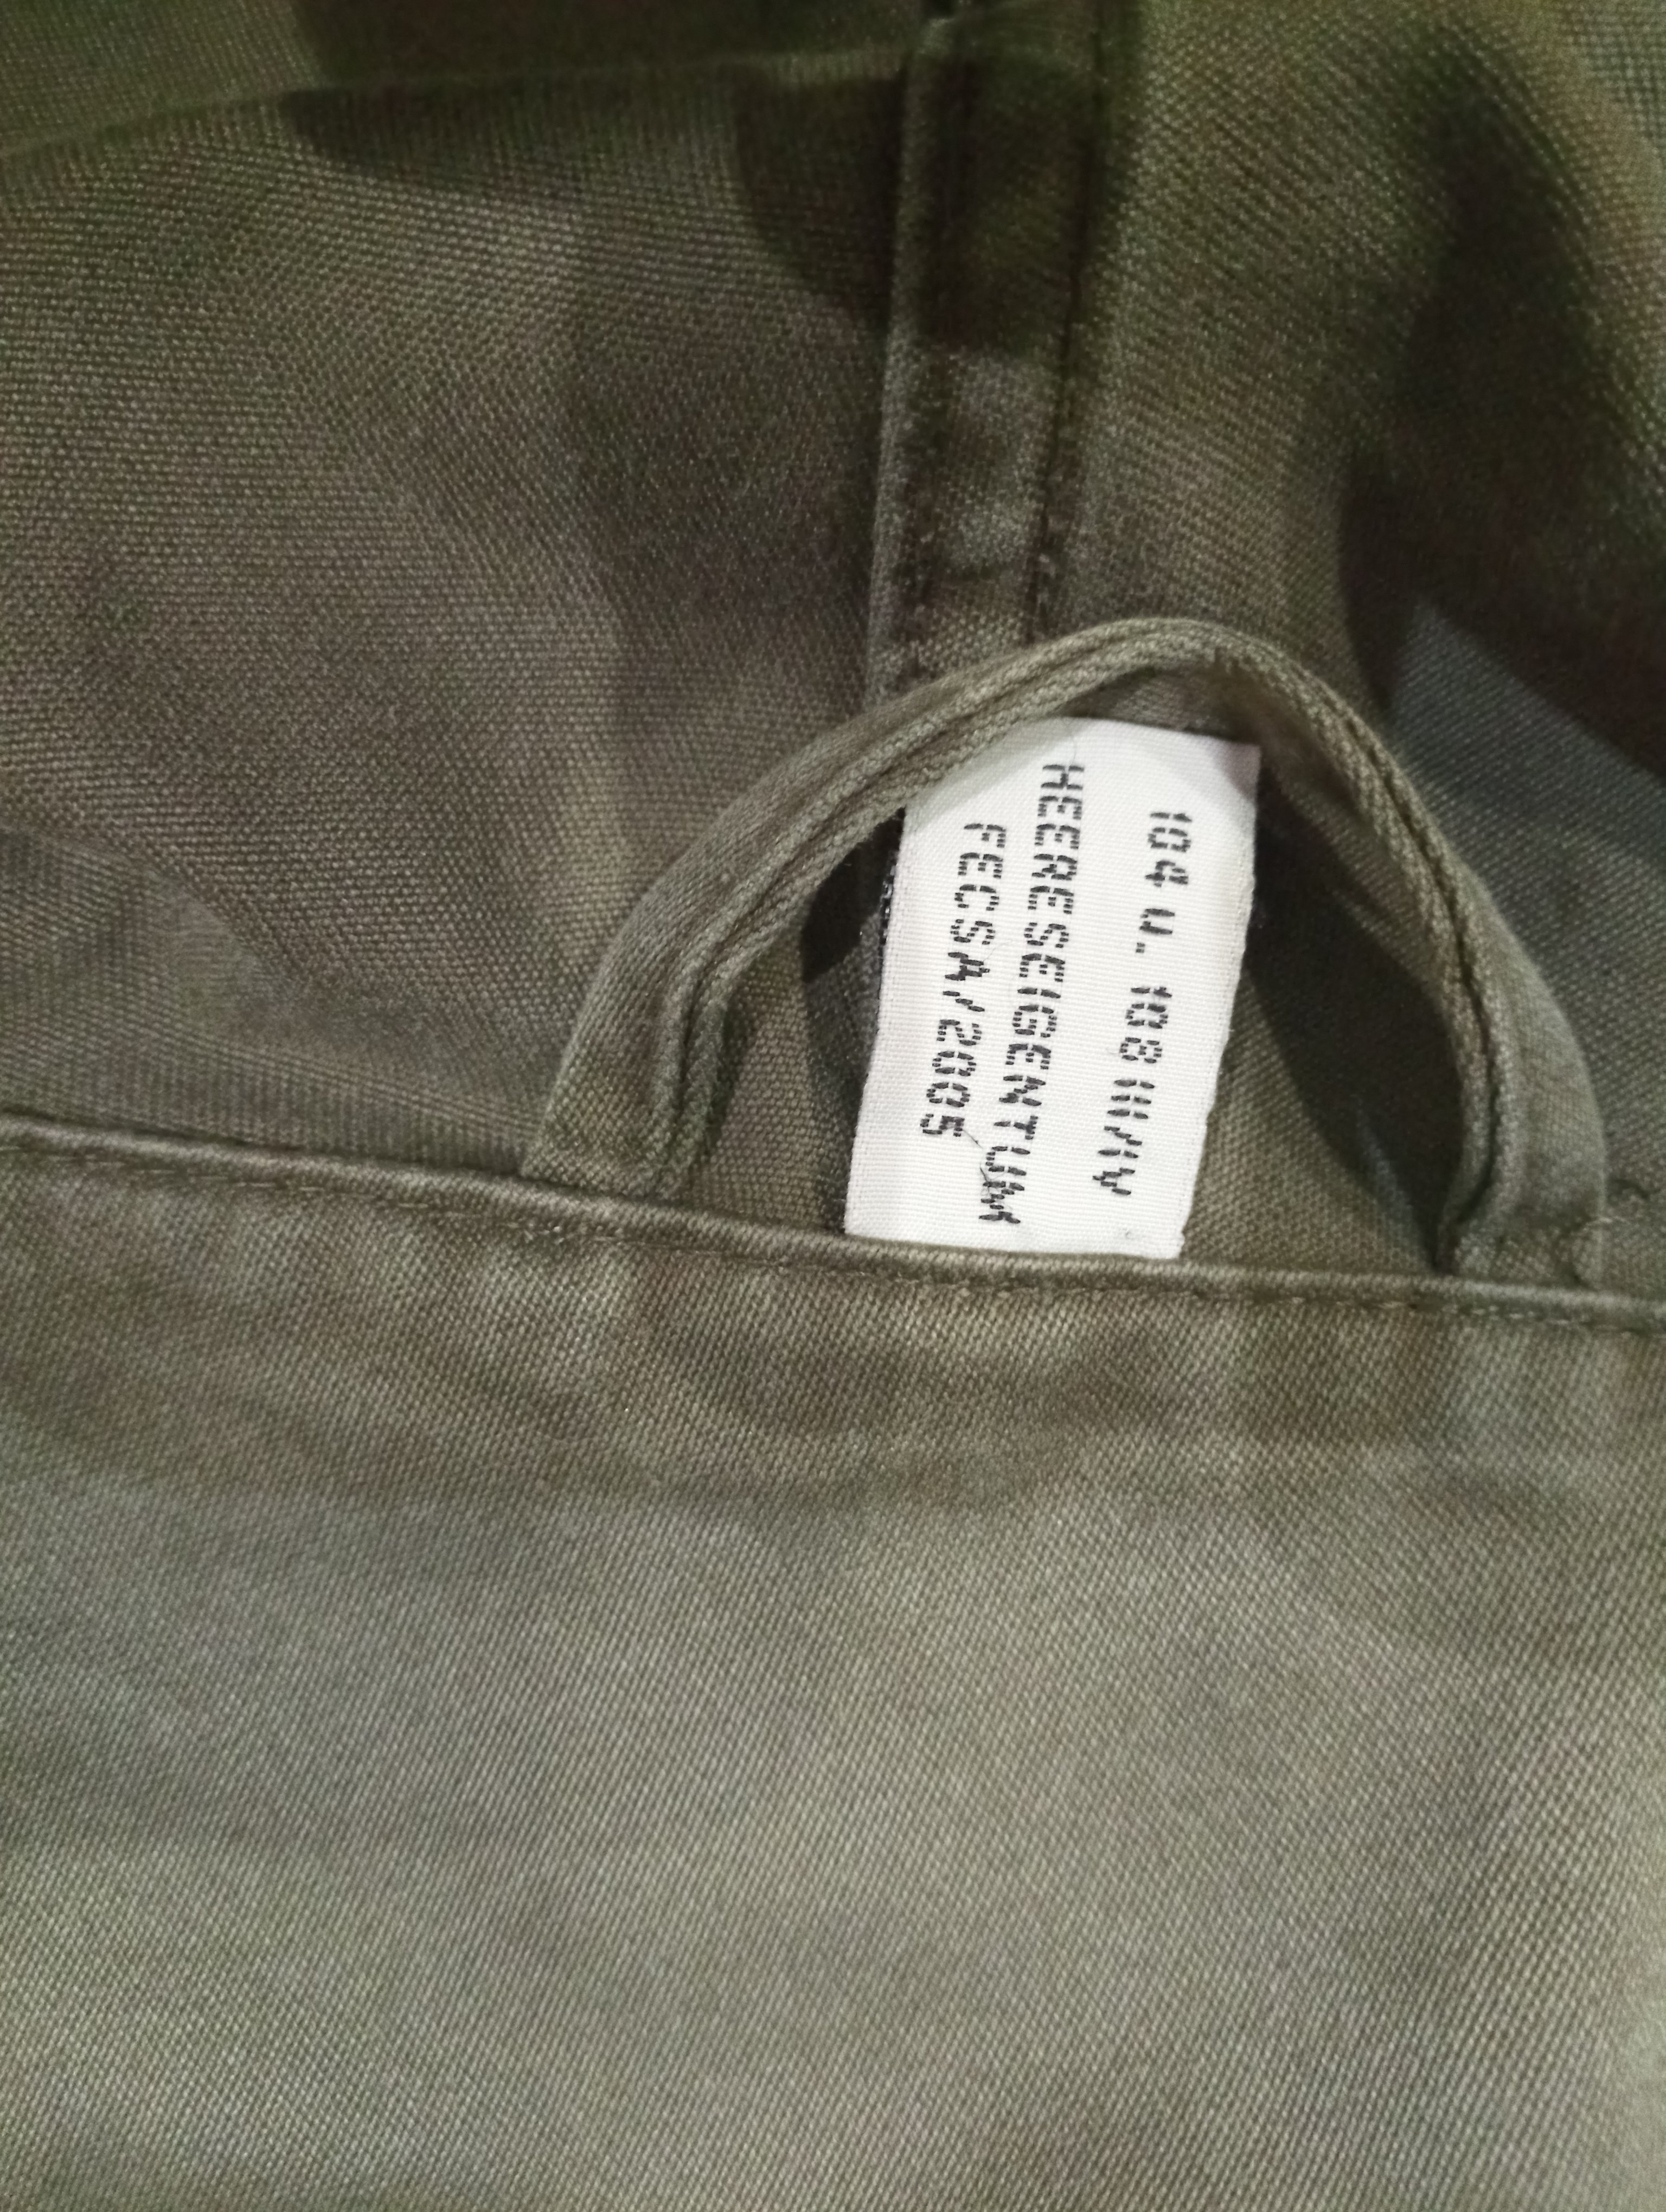 104 u. 108 III/IV
HEERESEIGENTUM
FECSA/2005